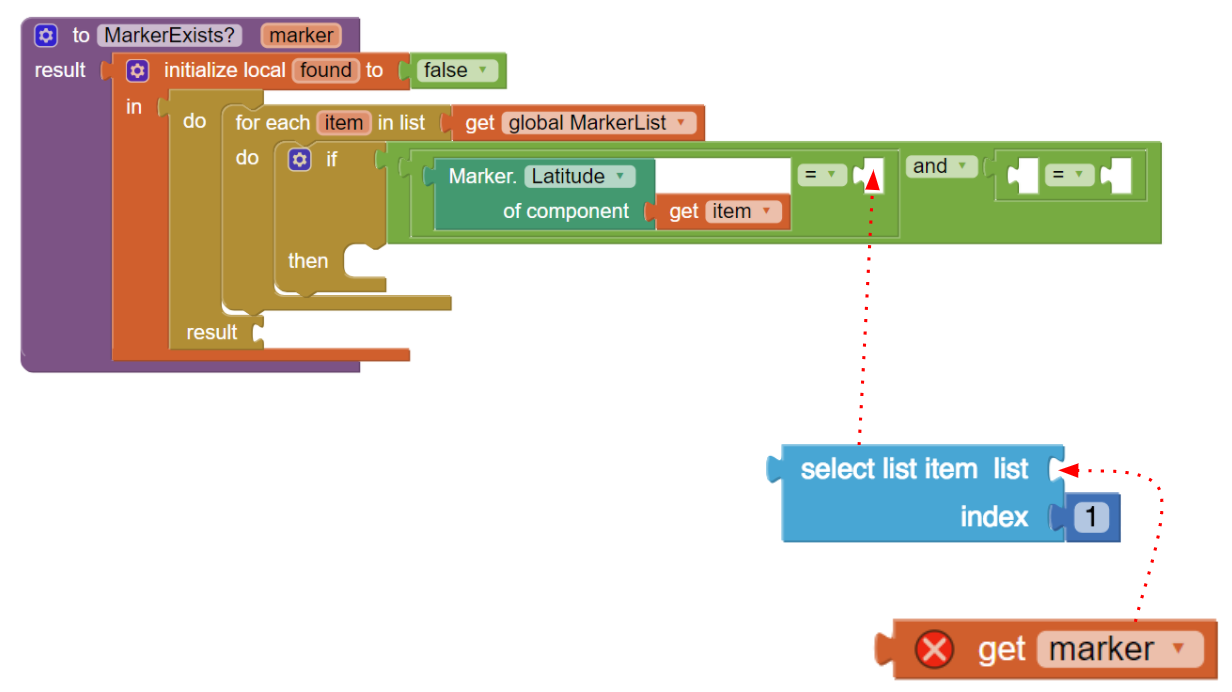 to MarkerExists? marker
result initialize local found to false
in do for each item in list get global MarkerList
do if Marker. Latitude = and =
of component get item
then
result
select list item list
index 1
get marker